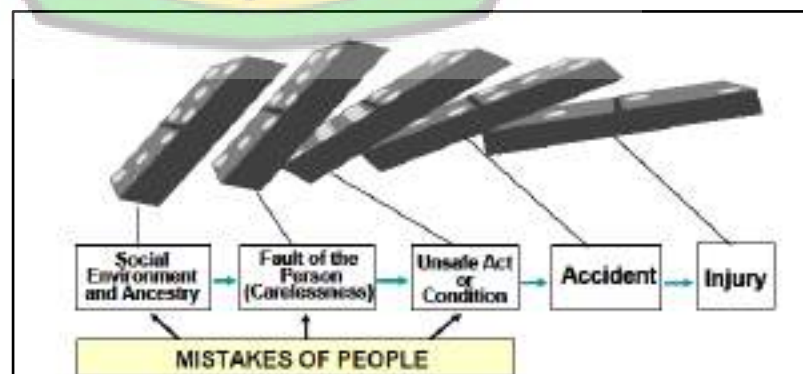 Social
Environment
and Ancestry
Fault of the
Person
(Carelessness)
Unsafe Act
or
Condition
Accident
Injury
MISTAKES OF PEOPLE